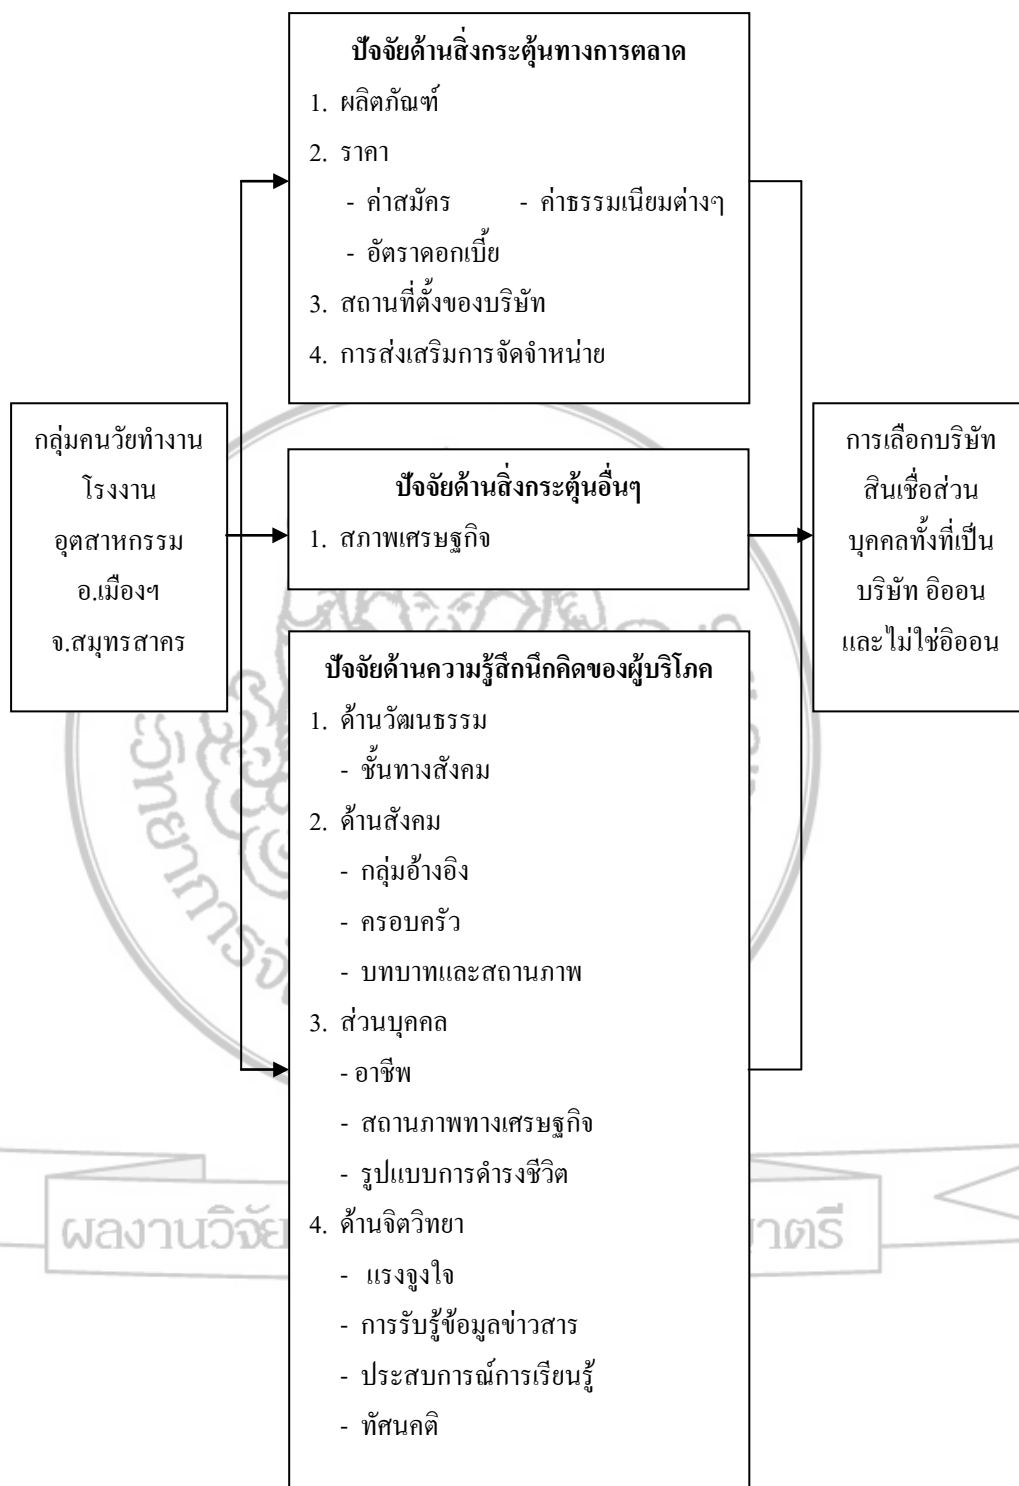 ปัจจัยด้านสิ่งกระตุ้นทางการตลาด
1. ผลิตภัณฑ์
2. ราคา
- ค่าสมัคร - ค่าธรรมเนียมต่างๆ
- อัตราดอกเบี้ย
3. สถานที่ตั้งของบริษัท
4. การส่งเสริมการจัดจำหน่าย
กลุ่มคนวัยทำงาน
โรงงาน
อุตสาหกรรม
อ.เมืองฯ
จ.สมุทรสาคร
ปัจจัยด้านสิ่งกระตุ้นอื่นๆ
1. สภาพเศรษฐกิจ
การเลือกบริษัท
สินเชื่อส่วน
บุคคลทั้งที่เป็น
บริษัท อิออน
และไม่ใช่อิออน
ปัจจัยด้านความรู้สึกนึกคิดของผู้บริโภค
1. ด้านวัฒนธรรม
- ชั้นทางสังคม
2. ด้านสังคม
- กลุ่มอ้างอิง
- ครอบครัว
- บทบาทและสถานภาพ
3. ส่วนบุคคล
- อาชีพ
- สถานภาพทางเศรษฐกิจ
- รูปแบบการดำรงชีวิต
4. ด้านจิตวิทยา
- แรงจูงใจ
- การรับรู้ข้อมูลข่าวสาร
- ประสบการณ์การเรียนรู้
- ทัศนคติ
วิทยาการจั
ผลงานวิจัย